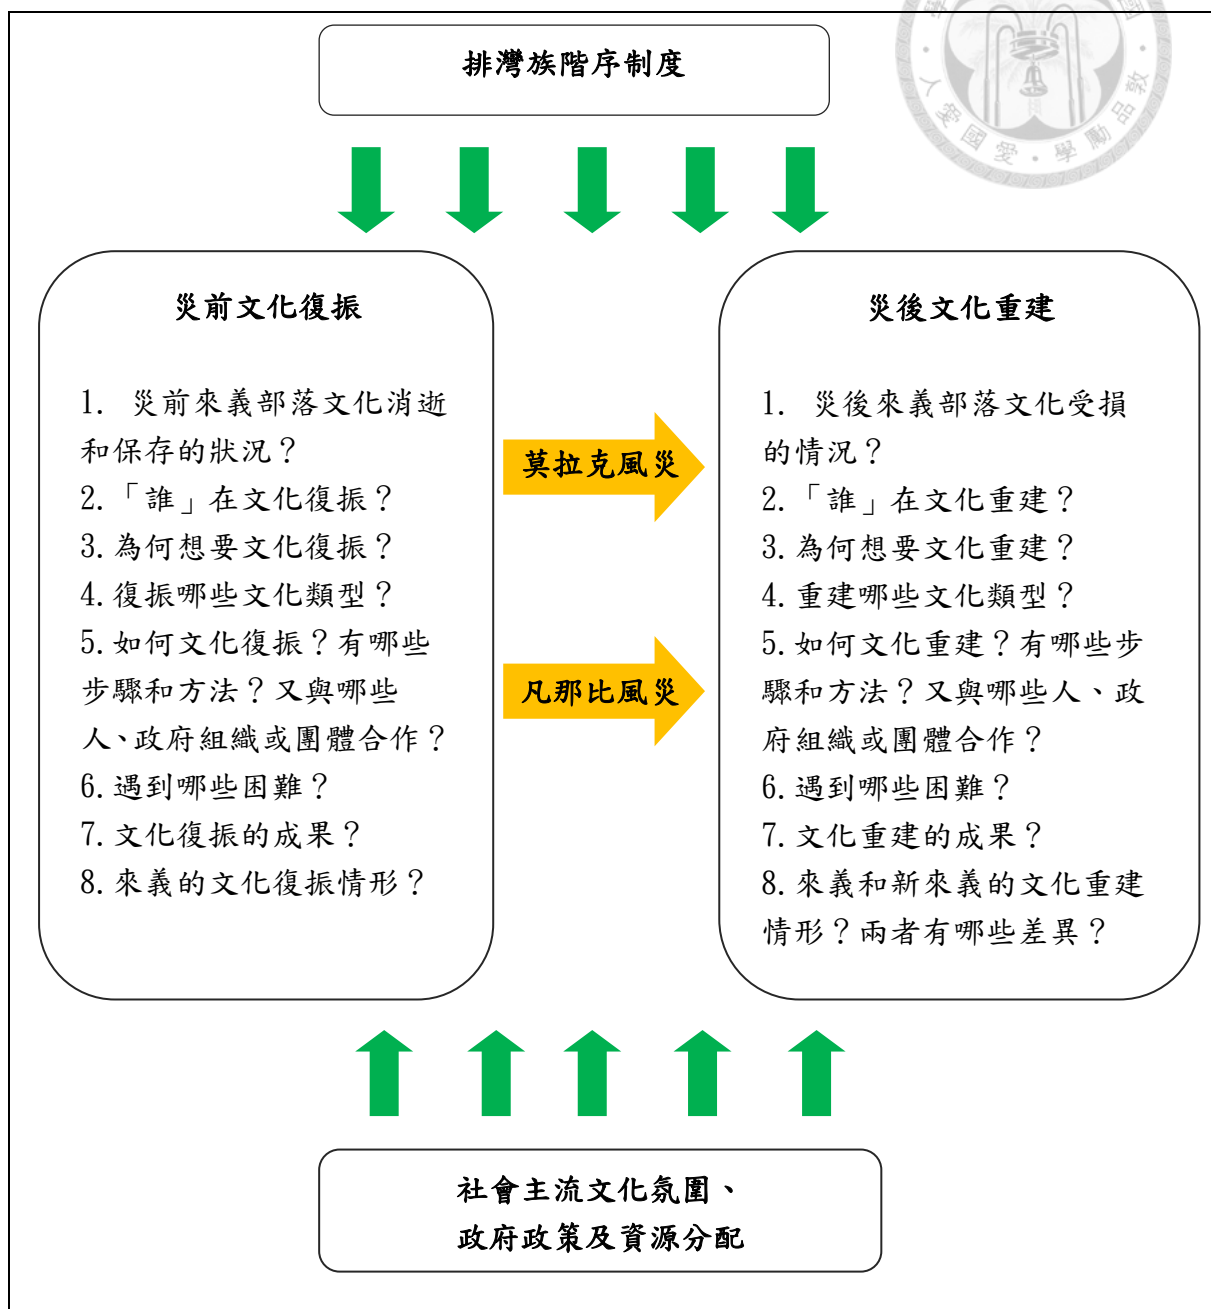 排灣族階序制度
災前文化復振
1. 災前來義部落文化消逝
和保存的狀況？
2.「誰」在文化復振？
3.為何想要文化復振？
4.復振哪些文化類型？
5.如何文化復振？有哪些
步驟和方法？又與哪些
人、政府組織或團體合作？
6.遇到哪些困難？
7.文化復振的成果？
8.來義的文化復振情形？
莫拉克風災
凡那比風災
災後文化重建
1. 災後來義部落文化受損
的情況？
2.「誰」在文化重建？
3.為何想要文化重建？
4.重建哪些文化類型？
5.如何文化重建？有哪些步
驟和方法？又與哪些人、政
府組織或團體合作？
6.遇到哪些困難？
7.文化重建的成果？
8.來義和新來義的文化重建
情形？兩者有哪些差異？
社會主流文化氛圍、
政府政策及資源分配
學
國
人愛國愛・學勵品敦